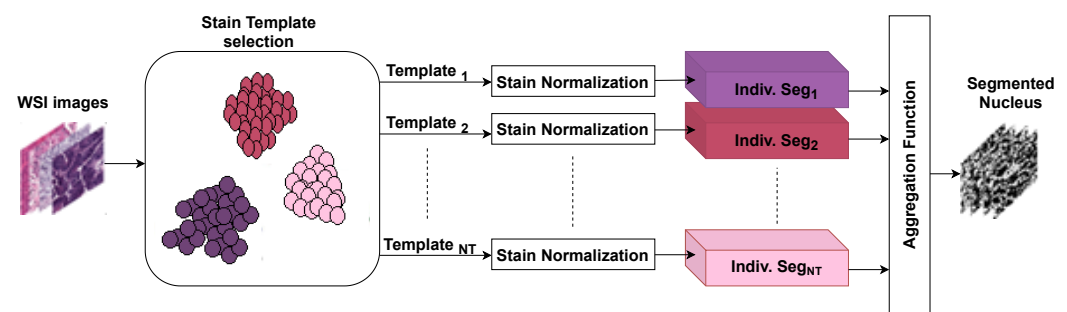 Stain Template
selection
WSI images
Template 1
Stain Normalization
Indiv. Seg1
Template 2
Stain Normalization
Indiv. Seg2
Template NT
Stain Normalization
Indiv. SegNT
Aggregation Function
Segmented
Nucleus